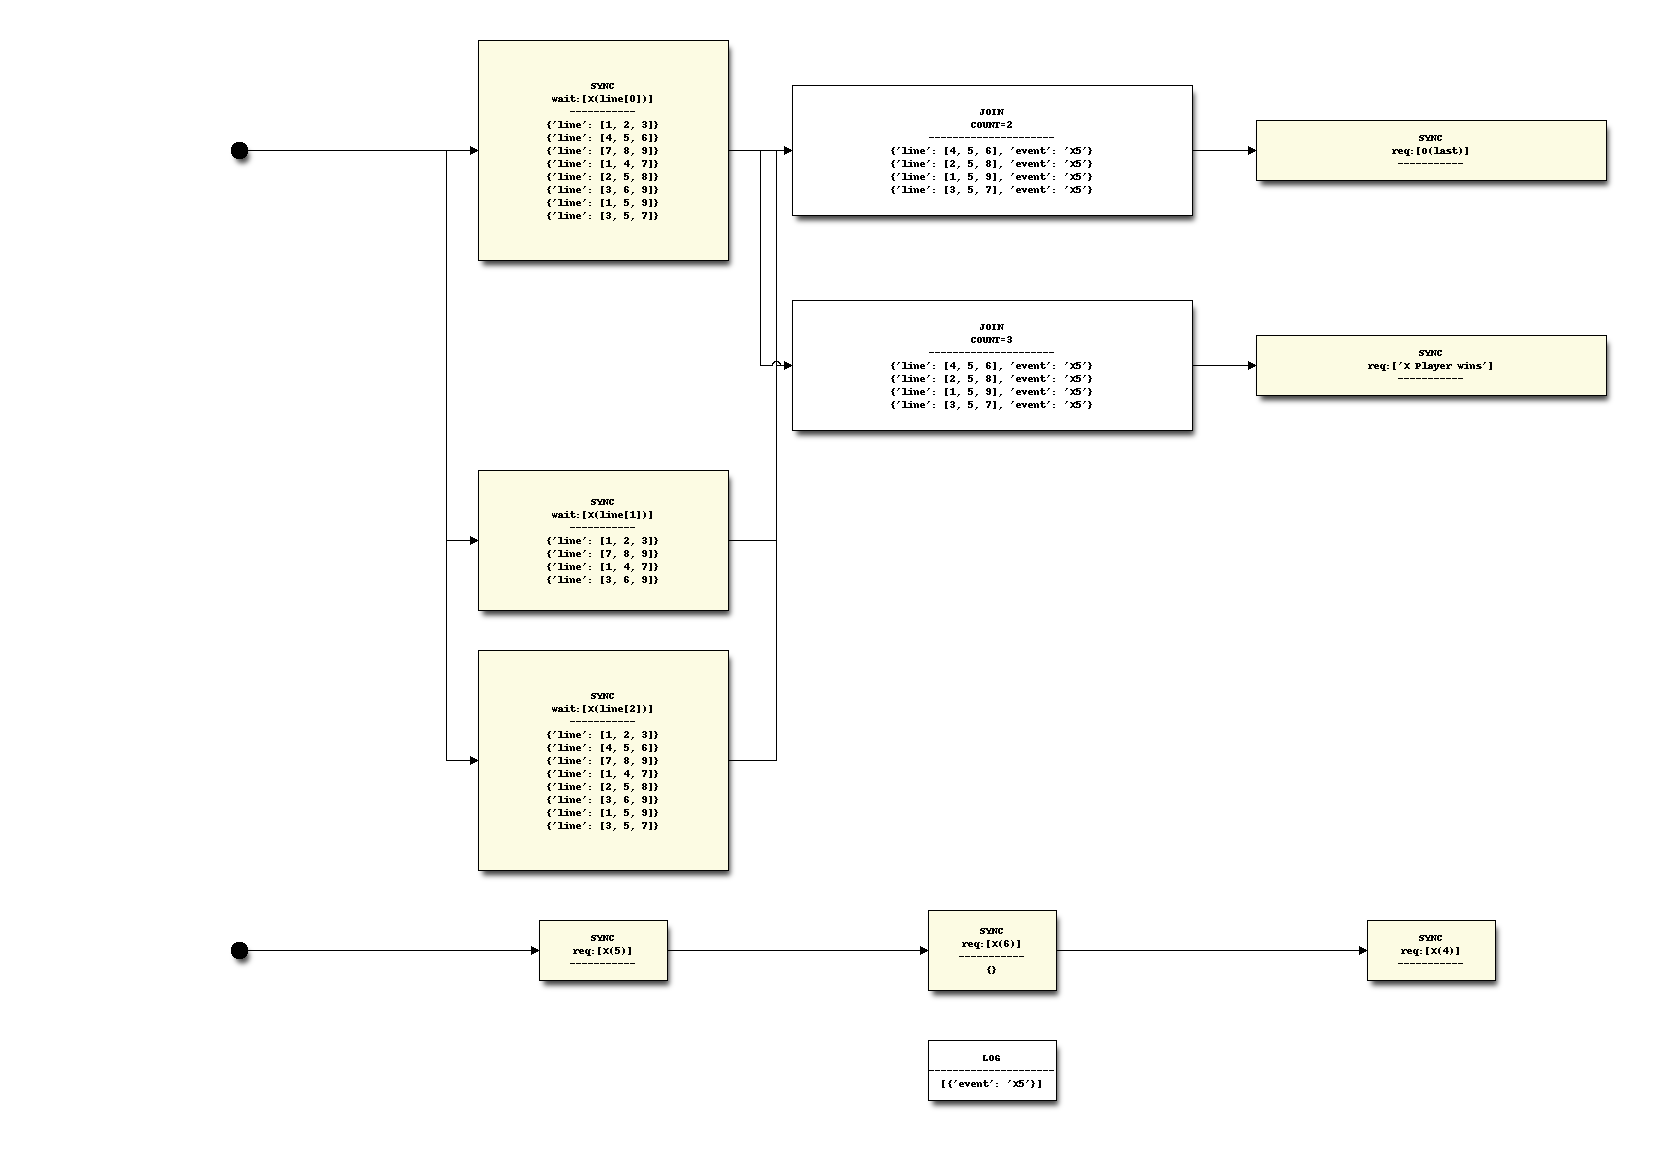 SYNC
wait:[X(line[0])]
-----------
{'line': [1, 2, 3]}
{'line': [4, 5, 6]}
{'line': [7, 8, 9]}
{'line': [1, 4, 7]}
{'line': [2, 5, 8]}
{'line': [3, 6, 9]}
{'line': [1, 5, 9]}
{'line': [3, 5, 7]}
JOIN
COUNT=2
---------------------
{'line': [4, 5, 6], 'event': 'X5'}
{'line': [2, 5, 8], 'event': 'X5'}
{'line': [1, 5, 9], 'event': 'X5'}
{'line': [3, 5, 7], 'event': 'X5'}
SYNC
req:[O(last)]
-----------
JOIN
COUNT=3
---------------------
{'line': [4, 5, 6], 'event': 'X5'}
{'line': [2, 5, 8], 'event': 'X5'}
{'line': [1, 5, 9], 'event': 'X5'}
{'line': [3, 5, 7], 'event': 'X5'}
SYNC
req:['X Player wins']
-----------
SYNC
wait:[X(line[1])]
-----------
{'line': [1, 2, 3]}
{'line': [7, 8, 9]}
{'line': [1, 4, 7]}
{'line': [3, 6, 9]}
SYNC
wait:[X(line[2])]
-----------
{'line': [1, 2, 3]}
{'line': [4, 5, 6]}
{'line': [7, 8, 9]}
{'line': [1, 4, 7]}
{'line': [2, 5, 8]}
{'line': [3, 6, 9]}
{'line': [1, 5, 9]}
{'line': [3, 5, 7]}
SYNC
req:[X(5)]
-----------
SYNC
req:[X(6)]
-----------
{}
SYNC
req:[X(4)]
-----------
LOG
---------------------
[{'event': 'X5'}]